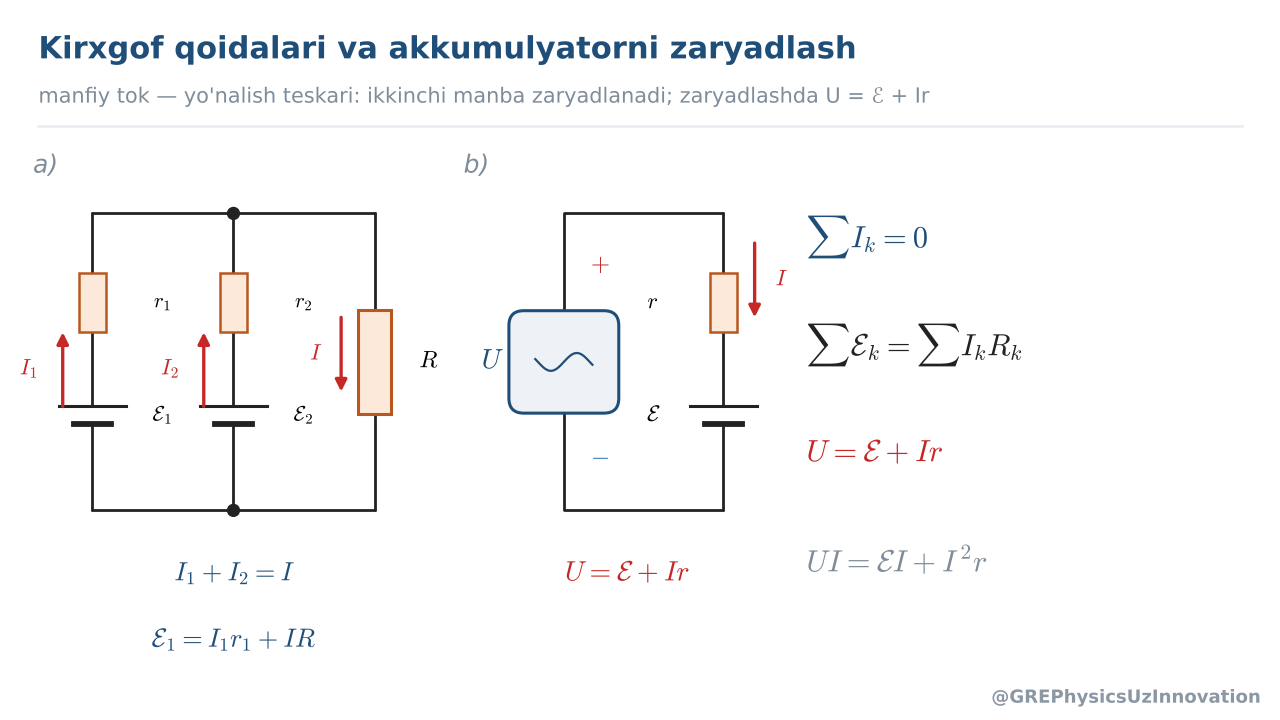 Kirxgof qoidalari va akkumulyatorni zaryadlash
manfiy tok — yo'nalish teskari: ikkinchi manba zaryadlanadi; zaryadlashda U = ℰ + Ir
a)
r₁
r₂
I₁
I₂
I
R
ℰ₁
ℰ₂
I₁ + I₂ = I
ℰ₁ = I₁r₁ + IR
b)
+
r
I
U
ℰ
−
U = ℰ + Ir
∑Iₖ = 0
∑ℰₖ = ∑IₖRₖ
U = ℰ + Ir
UI = ℰI + I²r
@GREPhysicsUzInnovation